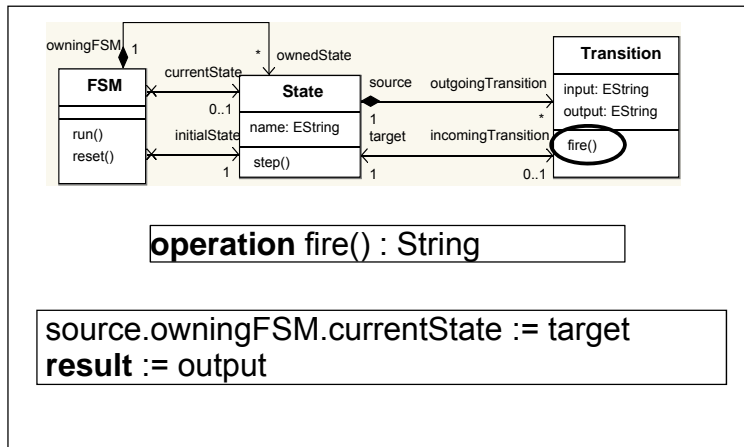 owningFSM 1 * ownedState
FSM
run()
reset()
currentState
0..1
initialState
1
State
name: EString
step()
source outgoingTransition
1 *
target incomingTransition
1 0..1
Transition
input: EString
output: EString
fire()
operation fire() : String
source.owningFSM.currentState := target
result := output